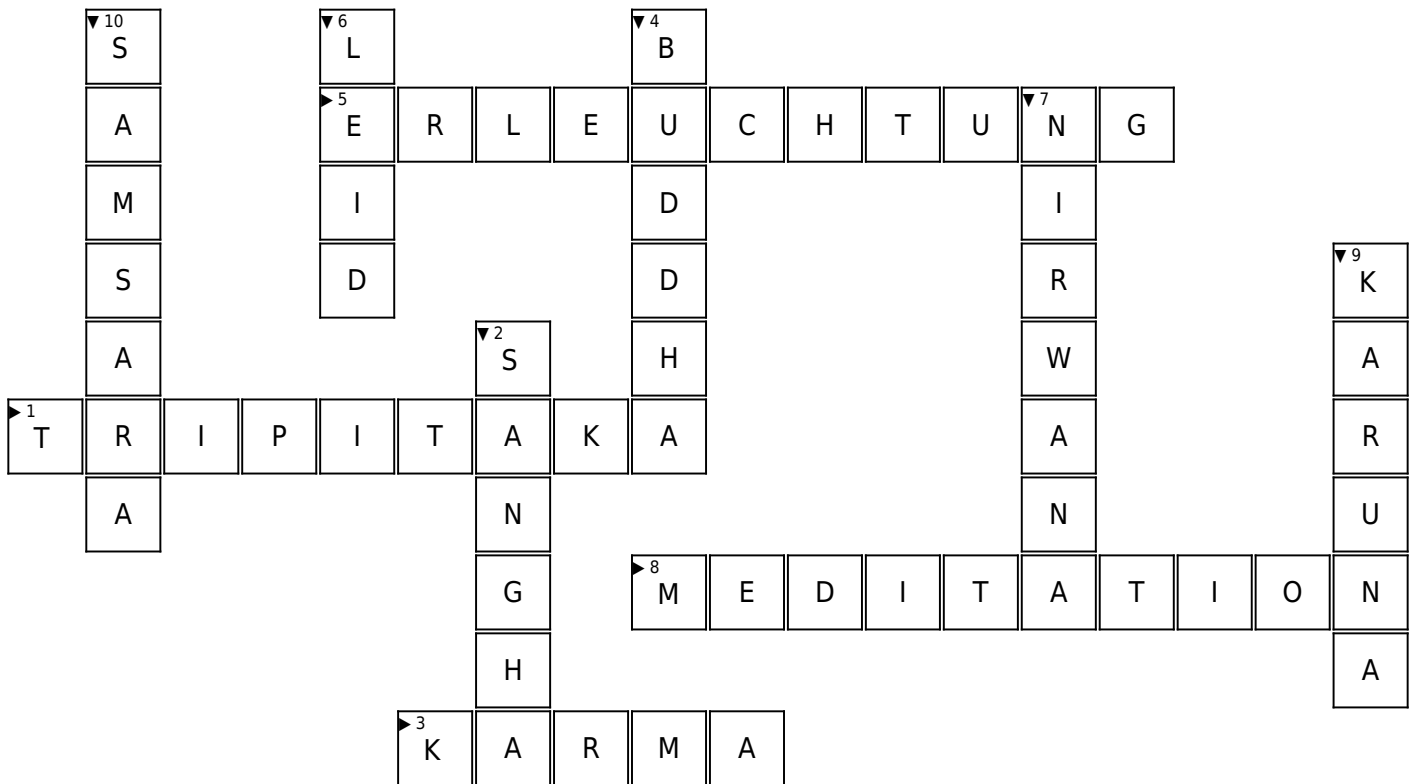 ▼ 10 ▼ 6 ▼ 4
S L B
▶ 5 ▼ 7
A E R L E U C H T U N G
M I D I
▼ 9
S D D R K
▼ 2
A S H W A
▶ 1
T R I P I T A K A A R
A N N U
▶ 8
G M E D I T A T I O N
H A
▶ 3
K A R M A